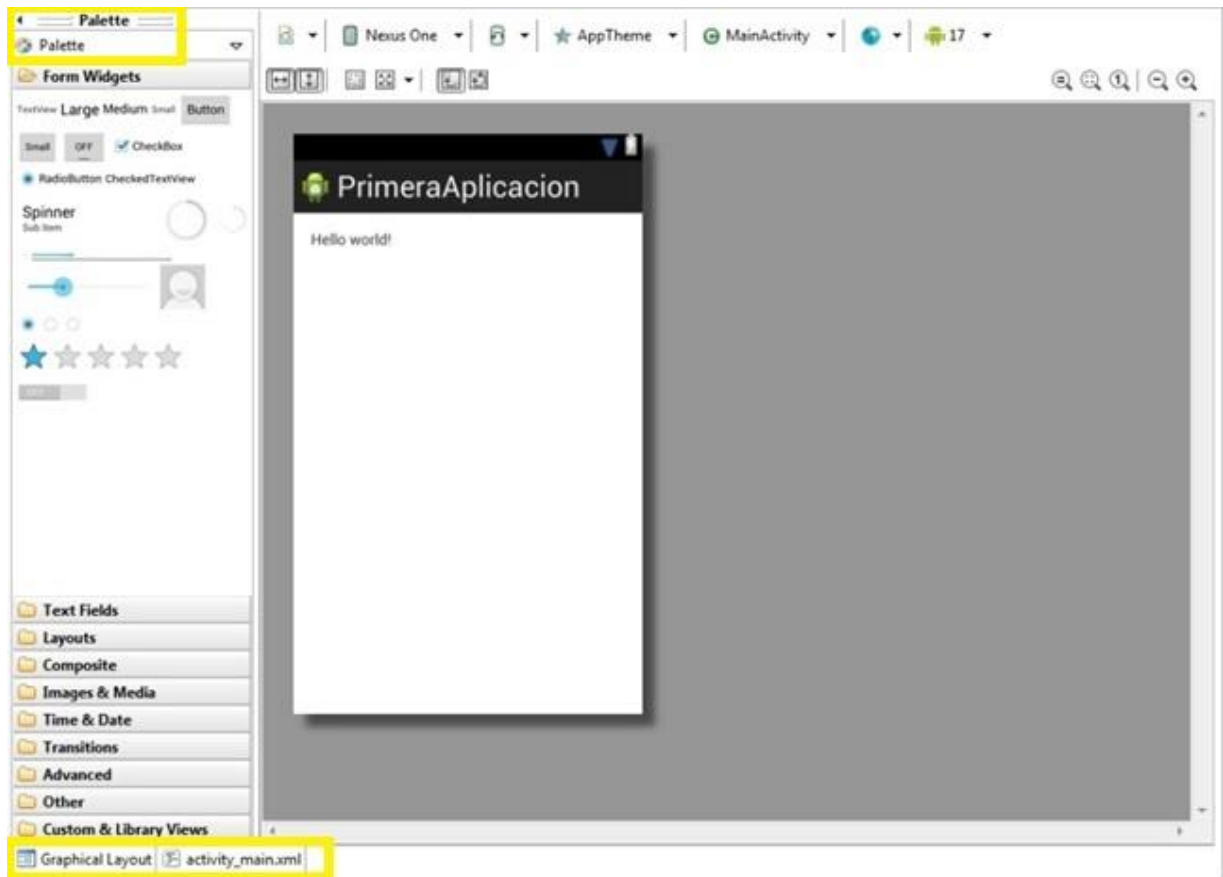 Palette
Palette
Form Widgets
TextView Large Medium Small Button
Small OFF CheckBox
RadioButton CheckedTextView
Spinner
Sub Item
Nexus One AppTheme MainActivity 17
PrimeraAplicacion
Hello world!
Text Fields
Layouts
Composite
Images & Media
Time & Date
Transitions
Advanced
Other
Custom & Library Views
Graphical Layout activity_main.xml